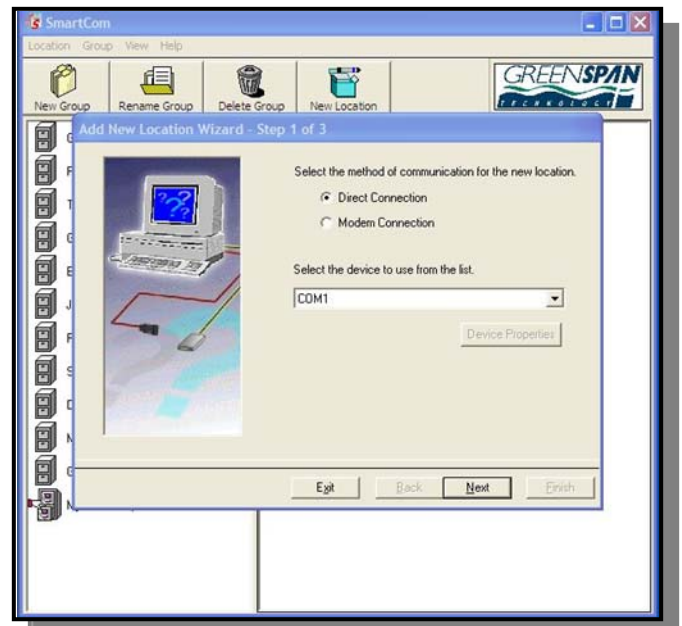 SmartCom
Location Group View Help
New Group Rename Group Delete Group New Location
GREENSPAN
TECHNOLOGY
Add New Location Wizard - Step 1 of 3
Select the method of communication for the new location.
Direct Connection
Modem Connection
Select the device to use from the list.
COM1
Device Properties
Exit Back Next Finish